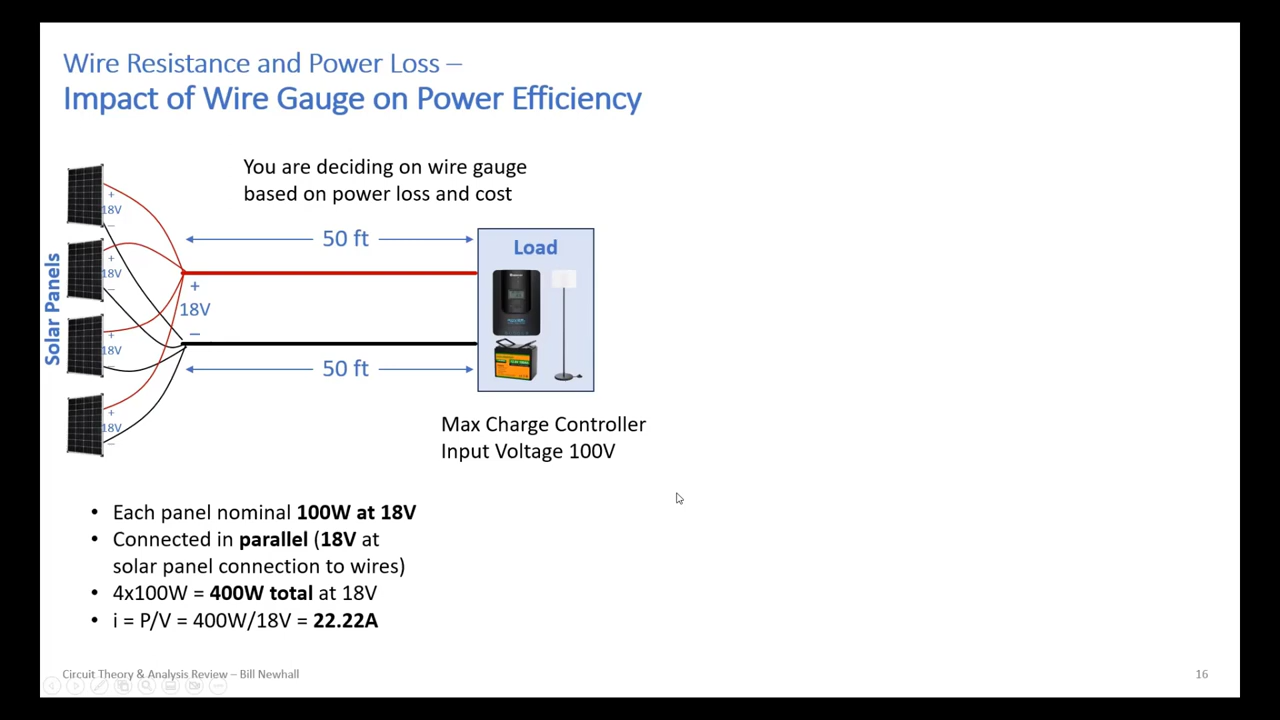 Wire Resistance and Power Loss –
Impact of Wire Gauge on Power Efficiency
You are deciding on wire gauge
based on power loss and cost
Solar Panels
+
18V
–
+
18V
–
+
18V
–
+
18V
–
50 ft
+
18V
–
50 ft
Load
Max Charge Controller
Input Voltage 100V
• Each panel nominal 100W at 18V
• Connected in parallel (18V at
solar panel connection to wires)
• 4x100W = 400W total at 18V
• i = P/V = 400W/18V = 22.22A
Circuit Theory & Analysis Review – Bill Newhall
16